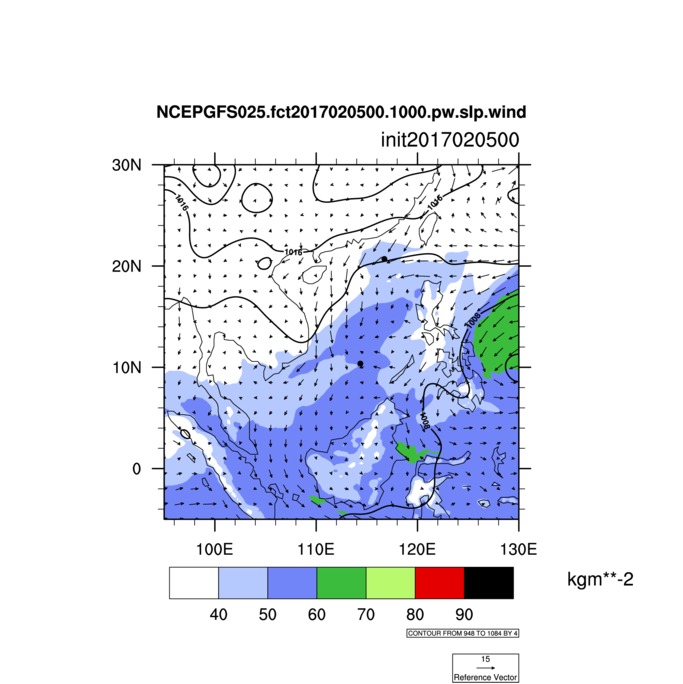 NCEPGFS025.fct2017020500.1000.pw.slp.wind
init2017020500
30N
20N
10N
0
100E 110E 120E 130E
1016
1016
1016
1008
1008
kgm**-2
40 50 60 70 80 90
CONTOUR FROM 948 TO 1084 BY 4
15
Reference Vector